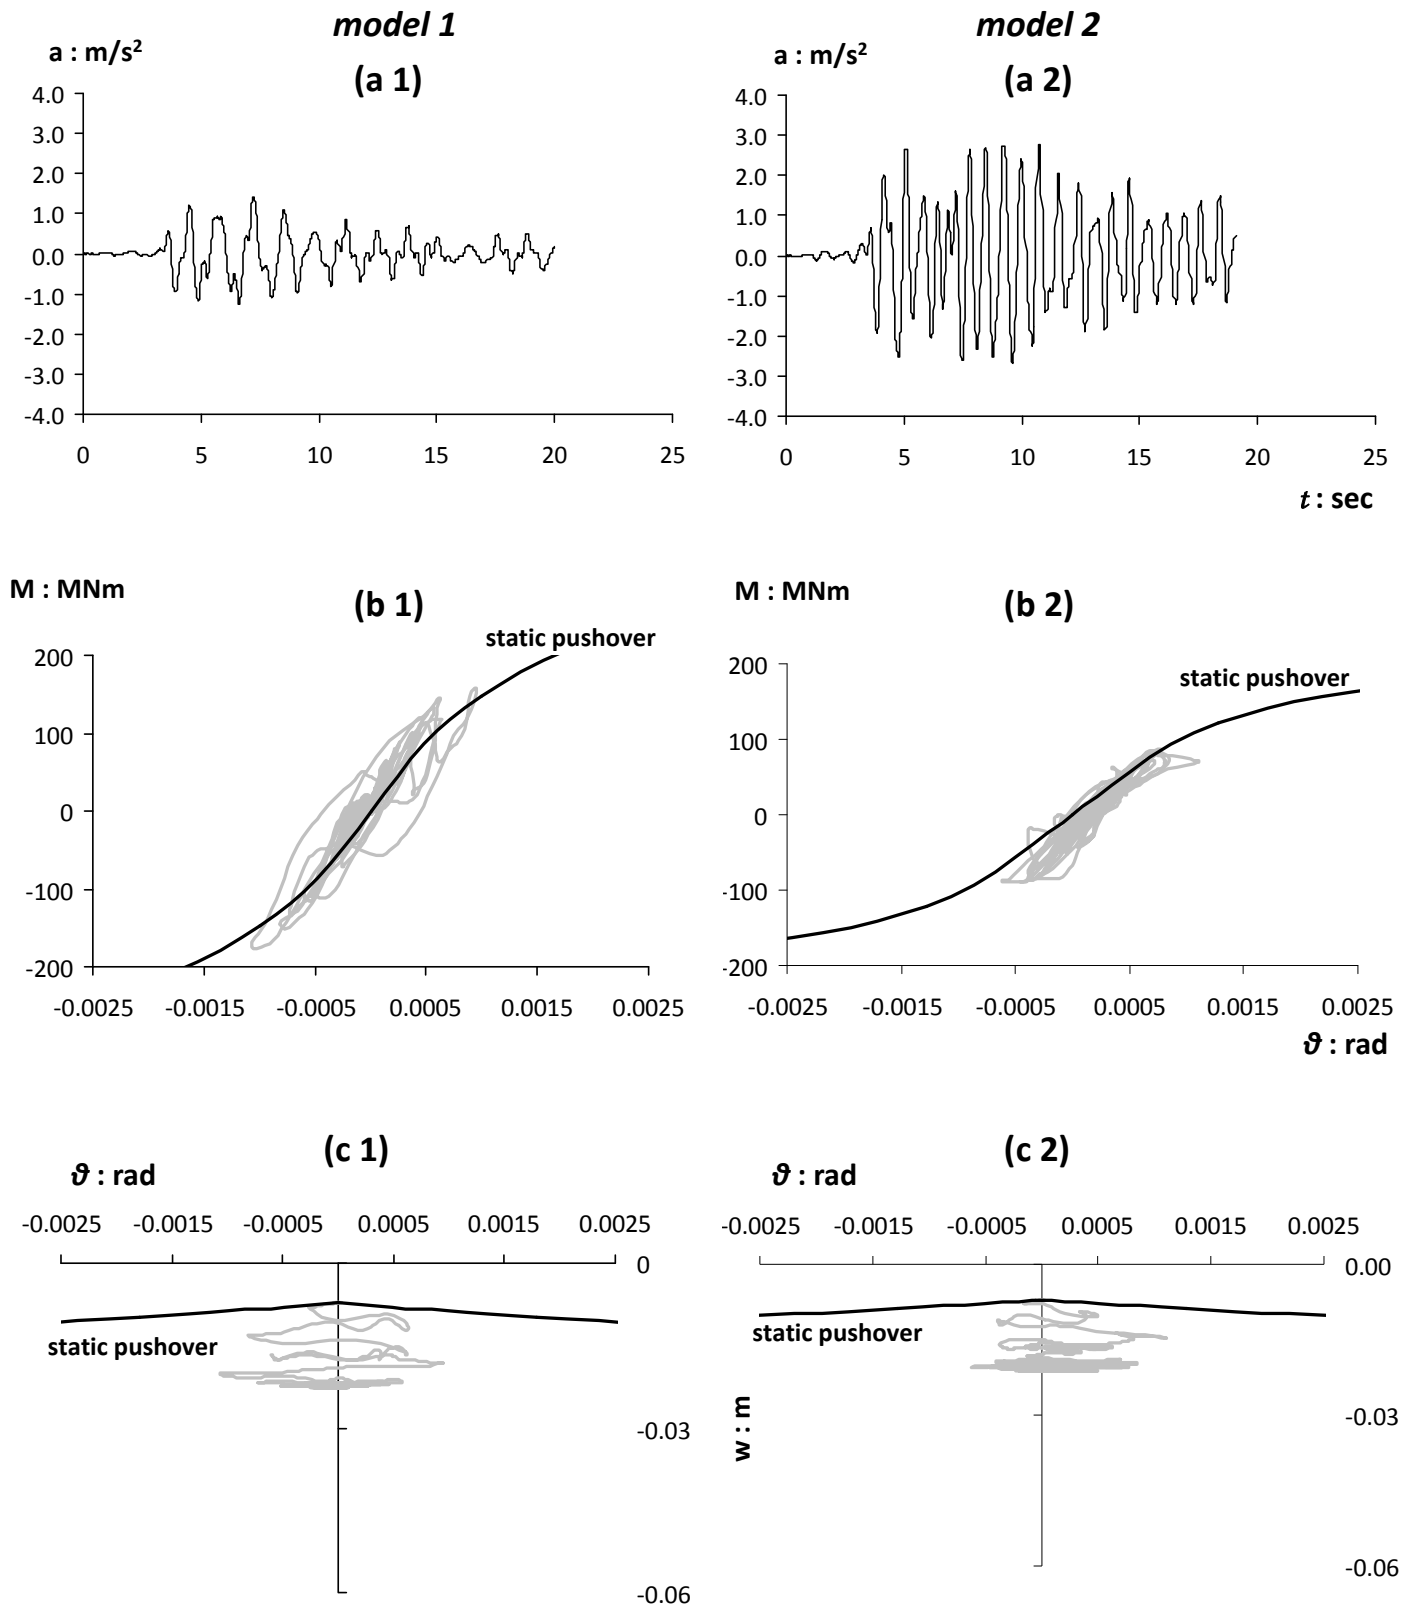 model 1
a : m/s²
(a 1)
4.0
3.0
2.0
1.0
0.0
-1.0
-2.0
-3.0
-4.0
0 5 10 15 20 25
model 2
a : m/s²
(a 2)
4.0
3.0
2.0
1.0
0.0
-1.0
-2.0
-3.0
-4.0
0 5 10 15 20 25
t : sec
M : MNm
(b 1)
static pushover
200
100
0
-100
-200
-0.0025 -0.0015 -0.0005 0.0005 0.0015 0.0025
M : MNm
(b 2)
static pushover
200
100
0
-100
-200
-0.0025 -0.0015 -0.0005 0.0005 0.0015 0.0025
ϑ : rad
(c 1)
ϑ : rad
-0.0025 -0.0015 -0.0005 0.0005 0.0015 0.0025
0
static pushover
-0.03
-0.06
(c 2)
ϑ : rad
-0.0025 -0.0015 -0.0005 0.0005 0.0015 0.0025
0.00
static pushover
w : m
-0.03
-0.06